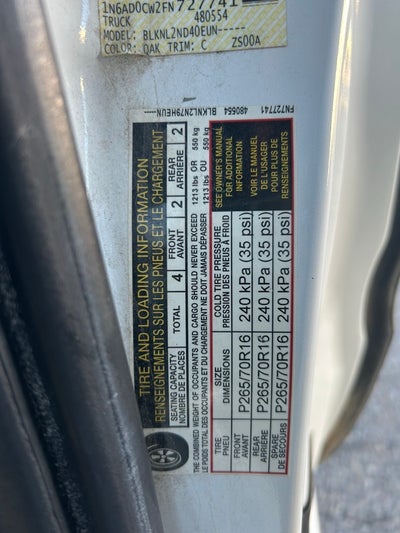 1N6AD0CW2FN727741
TRUCK 480554
MODEL: BLKNL2ND40EUN-----
COLOR: QAK TRIM: C ZS00A
FN727741 480554 BLKNL2N79HEUN----
TIRE AND LOADING INFORMATION
RENSEIGNEMENTS SUR LES PNEUS ET LE CHARGEMENT
SEATING CAPACITY
NOMBRE DE PLACES
TOTAL 4
FRONT
AVANT 2
REAR
ARRIÈRE 2
THE COMBINED WEIGHT OF OCCUPANTS AND CARGO SHOULD NEVER EXCEED 1213 lbs OR 550 kg
LE POIDS TOTAL DES OCCUPANTS ET DU CHARGEMENT NE DOIT JAMAIS DÉPASSER 1213 lbs OU 550 kg
TIRE
PNEU
SIZE
DIMENSIONS
COLD TIRE PRESSURE
PRESSION DES PNEUS À FROID
FRONT
AVANT
P265/70R16 240 kPa (35 psi)
REAR
ARRIÈRE
P265/70R16 240 kPa (35 psi)
SPARE
DE SECOURS
P265/70R16 240 kPa (35 psi)
SEE OWNER'S MANUAL
FOR ADDITIONAL
INFORMATION
VOIR LE MANUEL
DE L'USAGER
POUR PLUS DE
RENSEIGNEMENTS